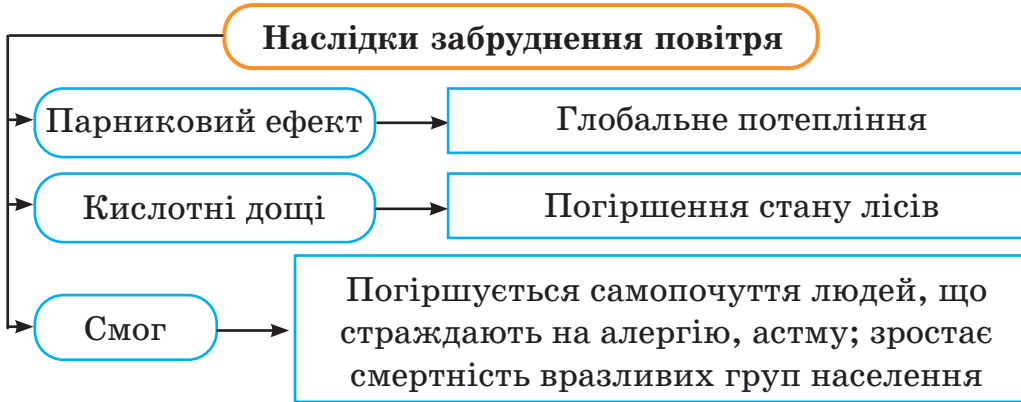 Наслідки забруднення повітря
Парниковий ефект
Глобальне потепління
Кислотні дощі
Погіршення стану лісів
Смог
Погіршується самопочуття людей, що
страждають на алергію, астму; зростає
смертність вразливих груп населення